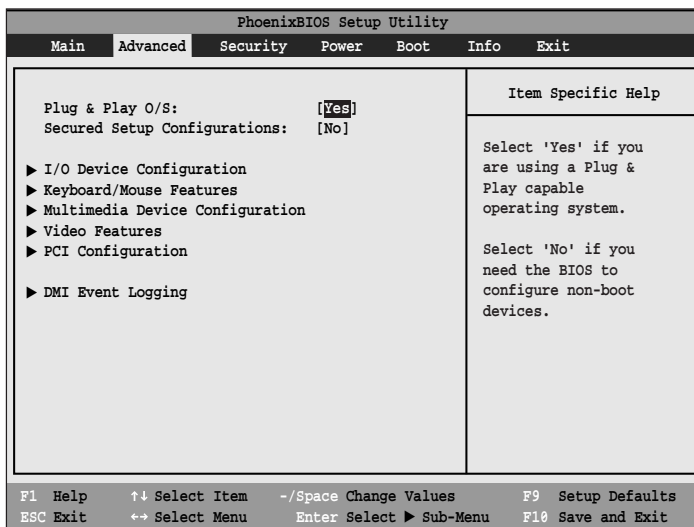 PhoenixBIOS Setup Utility
Main Advanced Security Power Boot Info Exit
Plug & Play O/S: [Yes]
Secured Setup Configurations: [No]
▶ I/O Device Configuration
▶ Keyboard/Mouse Features
▶ Multimedia Device Configuration
▶ Video Features
▶ PCI Configuration
▶ DMI Event Logging
Item Specific Help
Select 'Yes' if you
are using a Plug &
Play capable
operating system.
Select 'No' if you
need the BIOS to
configure non-boot
devices.
F1 Help ↑↓ Select Item -/Space Change Values F9 Setup Defaults
ESC Exit ←→ Select Menu Enter Select ▶ Sub-Menu F10 Save and Exit